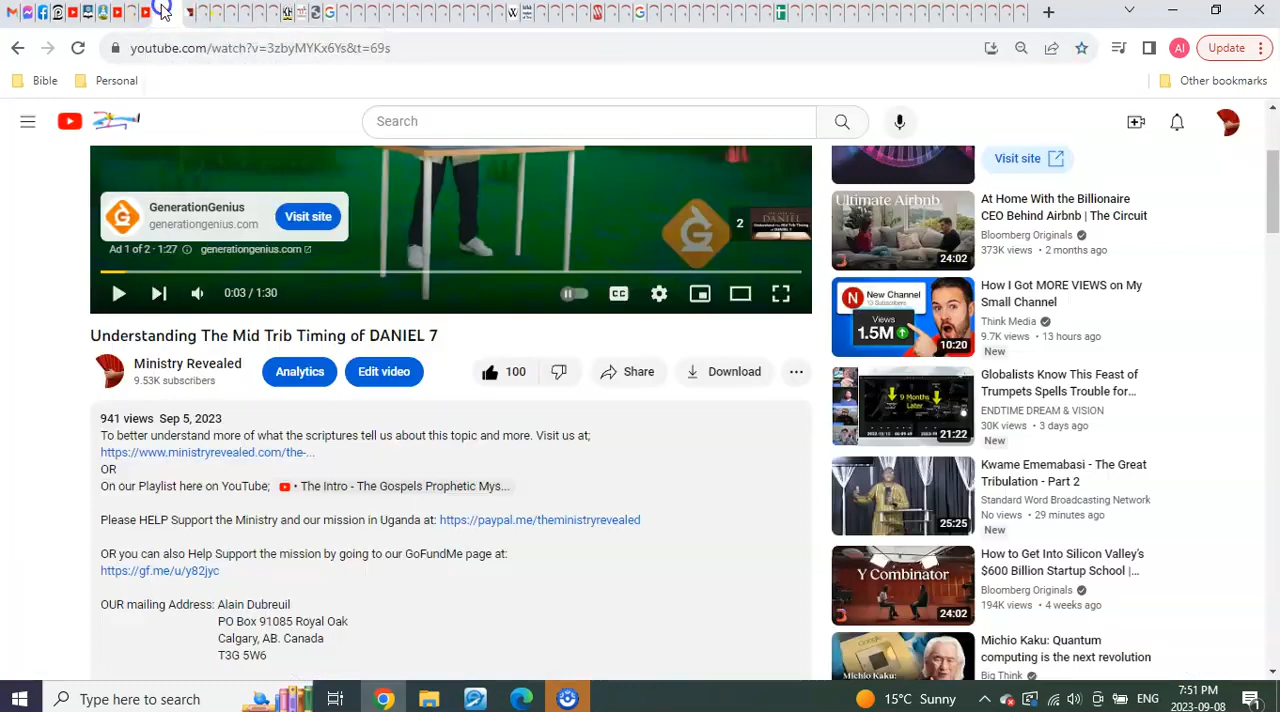 youtube.com/watch?v=3zbyMYKx6Ys&t=69s
AI
Update
Bible
Personal
Other bookmarks
Search
GenerationGenius
generationgenius.com
Visit site
Ad 1 of 2 · 1:27
generationgenius.com
2
DANIEL
0:03 / 1:30
CC
Understanding The Mid Trib Timing of DANIEL 7
Ministry Revealed
9.53K subscribers
Analytics
Edit video
100
Share
Download
941 views Sep 5, 2023
To better understand more of what the scriptures tell us about this topic and more. Visit us at;
https://www.ministryrevealed.com/the-...
OR
On our Playlist here on YouTube; • The Intro - The Gospels Prophetic Mys...
Please HELP Support the Ministry and our mission in Uganda at: https://paypal.me/theministryrevealed
OR you can also Help Support the mission by going to our GoFundMe page at:
https://gf.me/u/y82jyc
OUR mailing Address: Alain Dubreuil
PO Box 91085 Royal Oak
Calgary, AB. Canada
T3G 5W6
Visit site
Ultimate Airbnb
24:02
At Home With the Billionaire
CEO Behind Airbnb | The Circuit
Bloomberg Originals
373K views • 2 months ago
New Channel
Views
1.5M
10:20
How I Got MORE VIEWS on My
Small Channel
Think Media
9.7K views • 13 hours ago
New
9 Months
Later
21:22
Globalists Know This Feast of
Trumpets Spells Trouble for...
ENDTIME DREAM & VISION
30K views • 3 days ago
New
25:25
Kwame Ememabasi - The Great
Tribulation - Part 2
Standard Word Broadcasting Network
No views • 29 minutes ago
New
Y Combinator
24:02
How to Get Into Silicon Valley's
$600 Billion Startup School |...
Bloomberg Originals
194K views • 4 weeks ago
Michio Kaku:
Michio Kaku: Quantum
computing is the next revolution
Big Think
Type here to search
15°C Sunny
ENG
7:51 PM
2023-09-08
1